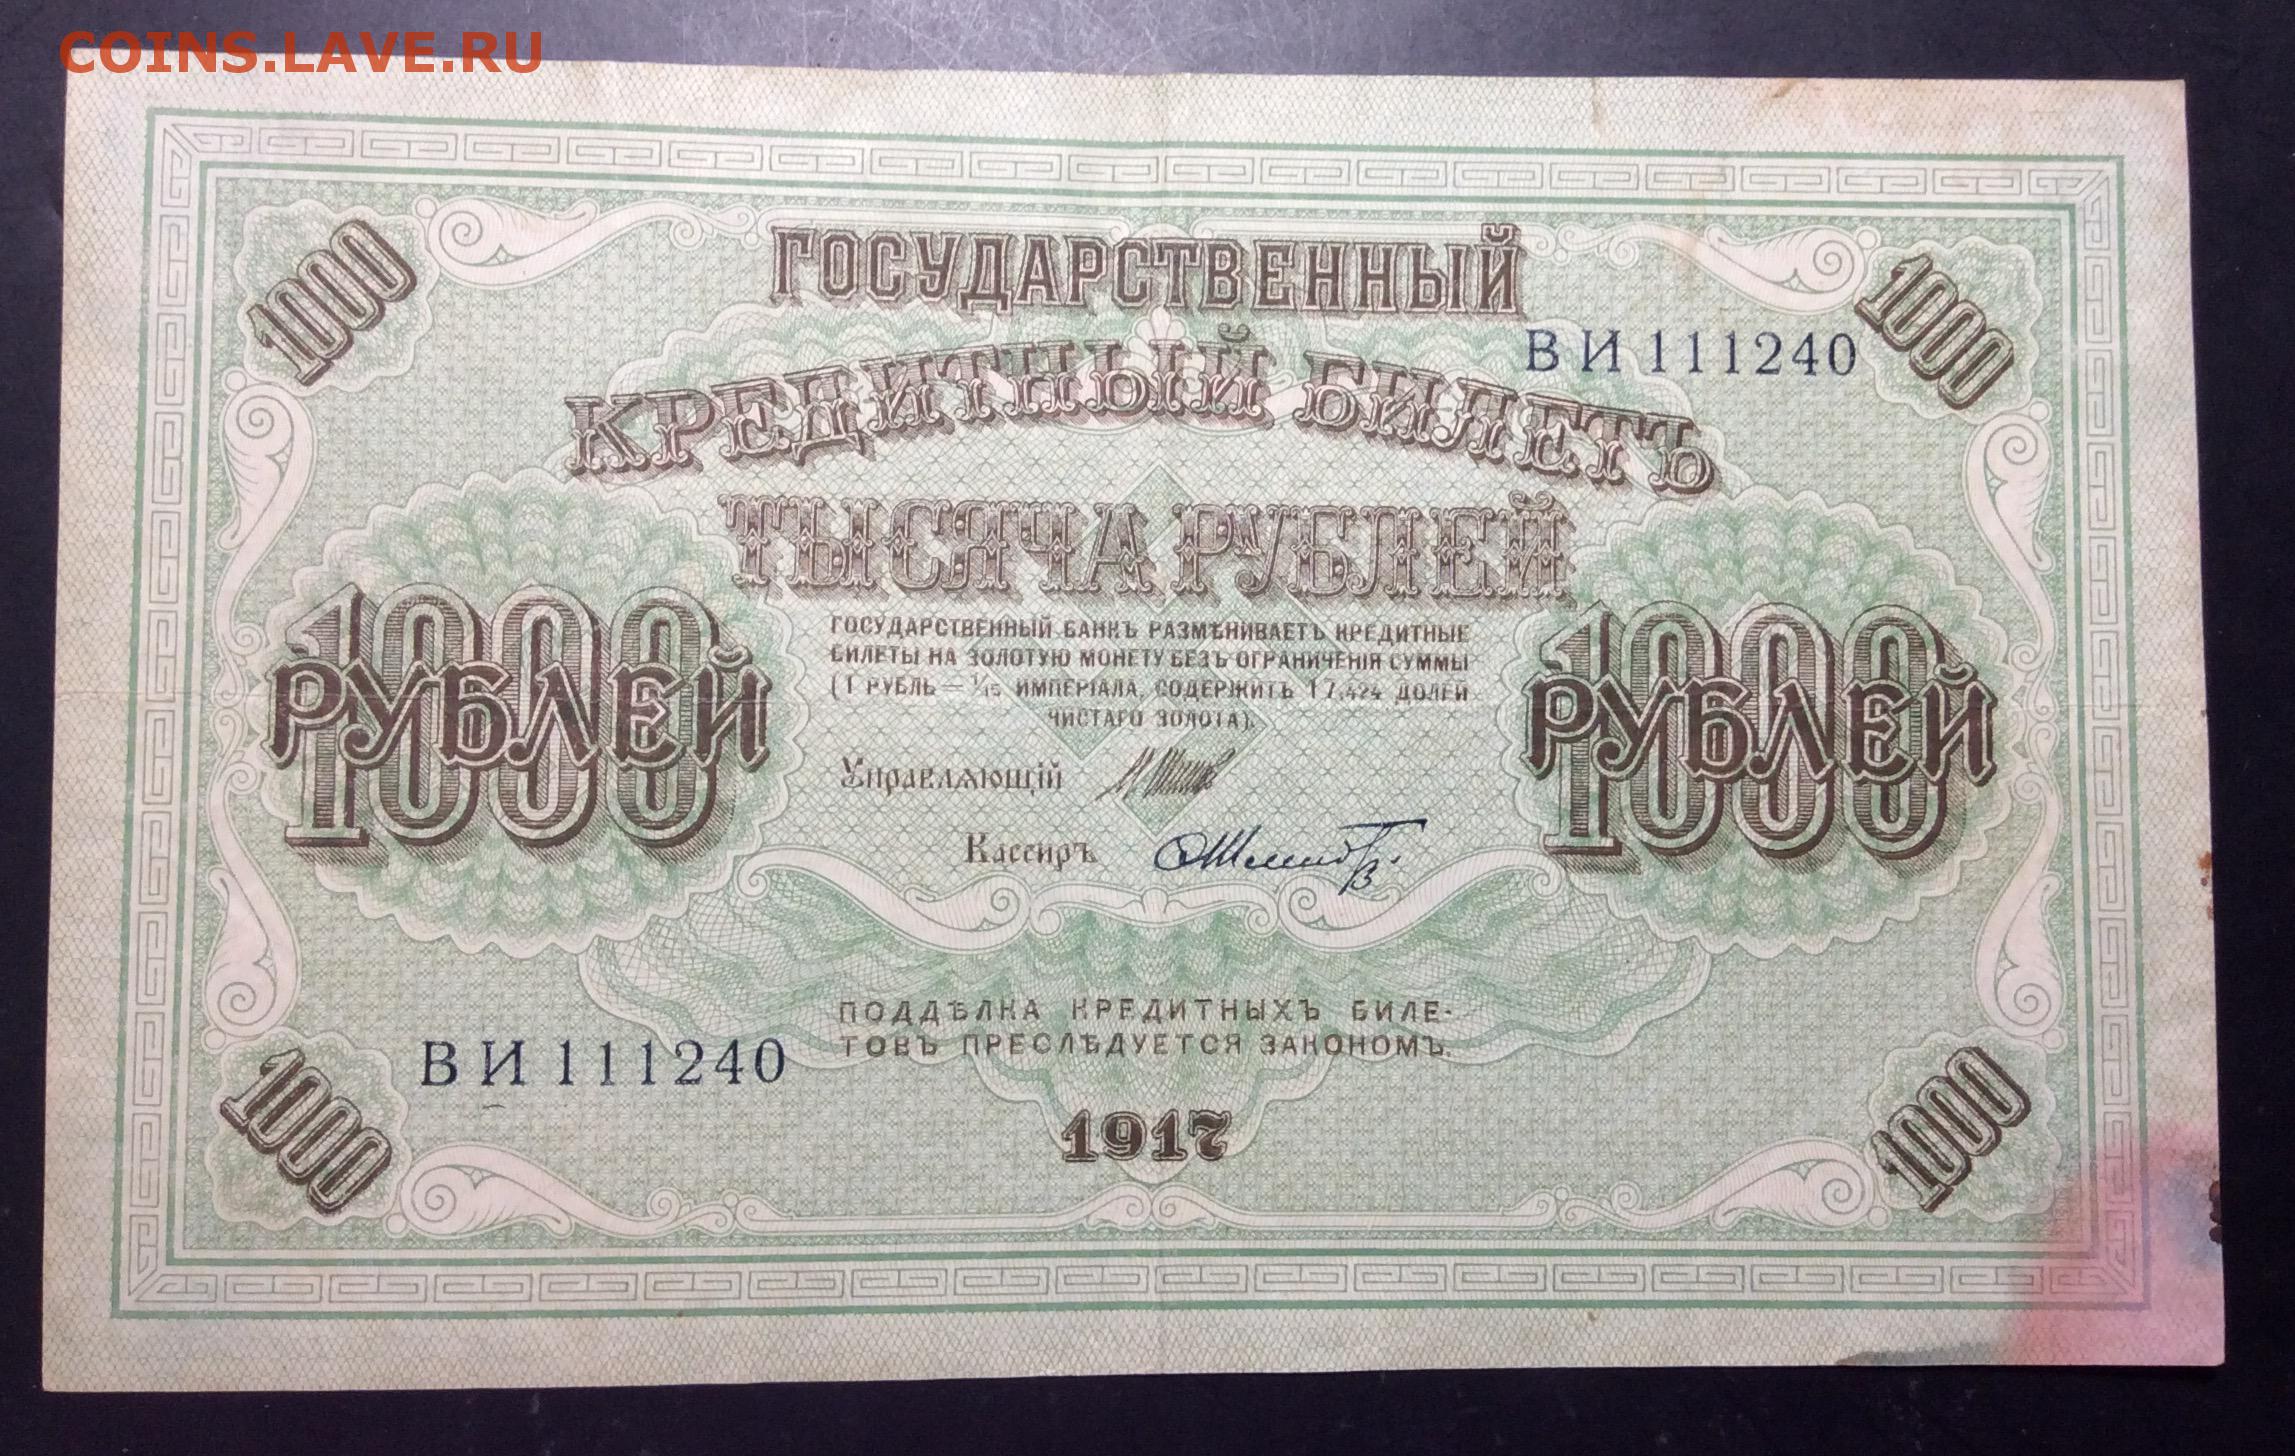 COINS.LAVE.RU
1000
ГОСУДАРСТВЕННЫЙ
1000
ВИ 111240
КРЕДИТНЫЙ БИЛЕТЪ
ТЫСЯЧА РУБЛЕЙ
1000
РУБЛЕЙ
ГОСУДАРСТВЕННЫЙ БАНКЪ РАЗМѢНИВАЕТЪ КРЕДИТНЫЕ
БИЛЕТЫ НА ЗОЛОТУЮ МОНЕТУ БЕЗЪ ОГРАНИЧЕНІЯ СУММЫ
(1 РУБЛЬ = 1/15 ИМПЕРІАЛА, СОДЕРЖИТЪ 17,424 ДОЛЕЙ
ЧИСТАГО ЗОЛОТА).
1000
РУБЛЕЙ
Управляющій
Кассиръ
ПОДДѢЛКА КРЕДИТНЫХЪ БИЛЕ-
ТОВЪ ПРЕСЛѢДУЕТСЯ ЗАКОНОМЪ.
ВИ 111240
1000
1917
1000